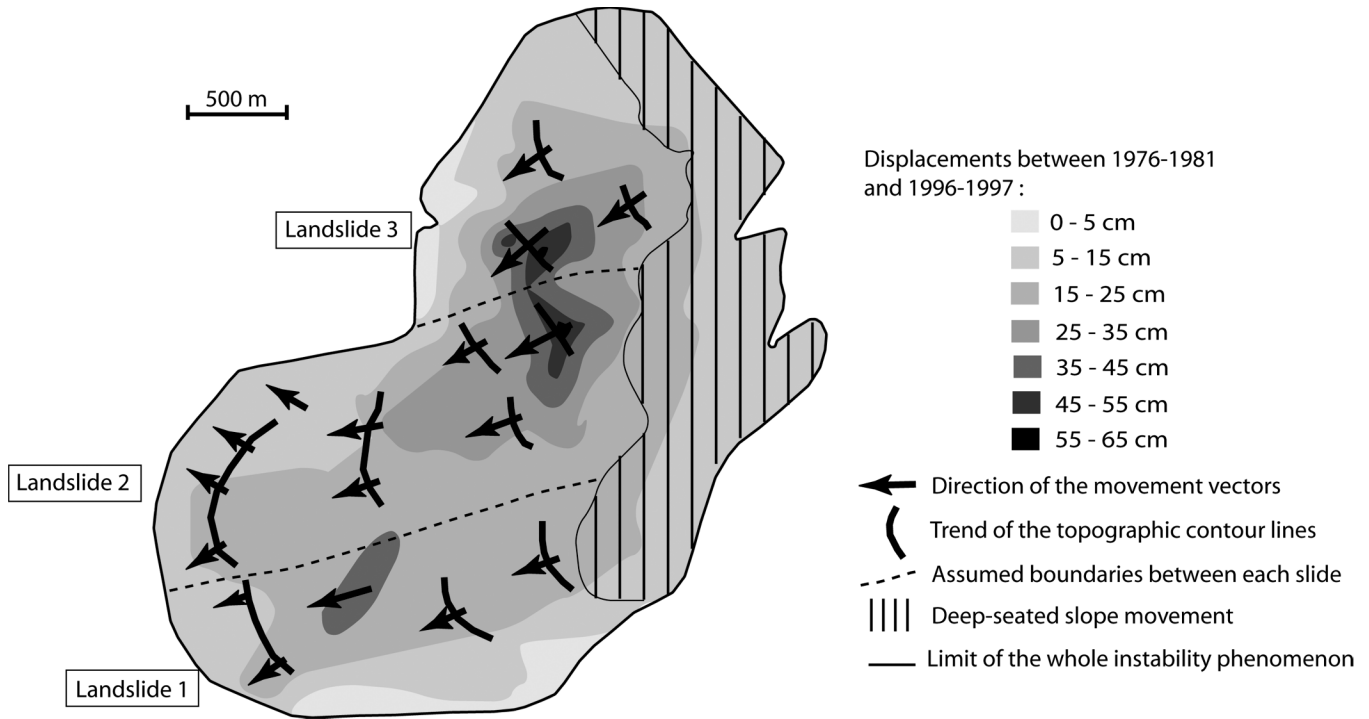 500 m
Landslide 3
Landslide 2
Landslide 1
Displacements between 1976-1981
and 1996-1997 :
0 - 5 cm
5 - 15 cm
15 - 25 cm
25 - 35 cm
35 - 45 cm
45 - 55 cm
55 - 65 cm
Direction of the movement vectors
Trend of the topographic contour lines
Assumed boundaries between each slide
Deep-seated slope movement
Limit of the whole instability phenomenon